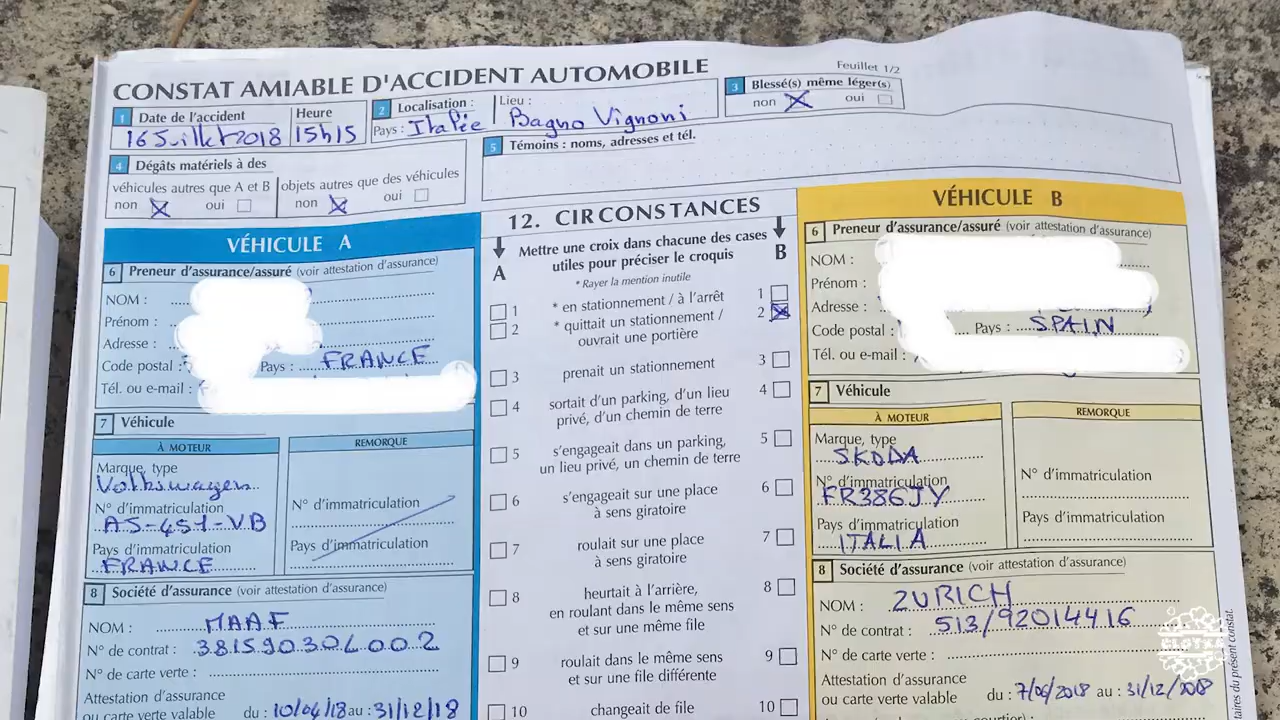 CONSTAT AMIABLE D'ACCIDENT AUTOMOBILE
Feuillet 1/2
1 Date de l'accident
Heure
16 Juillet 2018
15h15
2 Localisation :
Lieu :
Pays : Italie
Bagno Vignoni
3 Blessé(s) même léger(s)
non oui
4 Dégâts matériels à des
véhicules autres que A et B
objets autres que des véhicules
non oui
non oui
5 Témoins : noms, adresses et tél.
VÉHICULE A
6 Preneur d'assurance/assuré (voir attestation d'assurance)
NOM :
Prénom :
Adresse :
Code postal : Pays : FRANCE
Tél. ou e-mail :
7 Véhicule
À MOTEUR
REMORQUE
Marque, type
Volkswagen
N° d'immatriculation
AS-451-VB
Pays d'immatriculation
FRANCE
N° d'immatriculation
Pays d'immatriculation
8 Société d'assurance (voir attestation d'assurance)
NOM : MAAF
N° de contrat :
N° de carte verte :
Attestation d'assurance
ou carte verte valable du : 10/04/18 au : 31/12/18
12. CIRCONSTANCES
Mettre une croix dans chacune des cases
utiles pour préciser le croquis
A B
* Rayer la mention inutile
1 * en stationnement / à l'arrêt 1
2 * quittait un stationnement / 2
ouvrait une portière
3 prenait un stationnement 3
4 sortait d'un parking, d'un lieu 4
privé, d'un chemin de terre
5 s'engageait dans un parking, 5
un lieu privé, un chemin de terre
6 s'engageait sur une place 6
à sens giratoire
7 roulait sur une place 7
à sens giratoire
8 heurtait à l'arrière, 8
en roulant dans le même sens
et sur une même file
9 roulait dans le même sens 9
et sur une file différente
10 changeait de file 10
VÉHICULE B
6 Preneur d'assurance/assuré (voir attestation d'assurance)
NOM :
Prénom :
Adresse :
Code postal : Pays : SPAIN
Tél. ou e-mail :
7 Véhicule
À MOTEUR
REMORQUE
Marque, type
SKODA
N° d'immatriculation
FR386JY
Pays d'immatriculation
ITALIA
N° d'immatriculation
Pays d'immatriculation
8 Société d'assurance (voir attestation d'assurance)
NOM : ZURICH
N° de contrat : 513/92014416
N° de carte verte :
Attestation d'assurance
ou carte verte valable du : 7/06/2018 au : 31/12/2018
du présent constat.